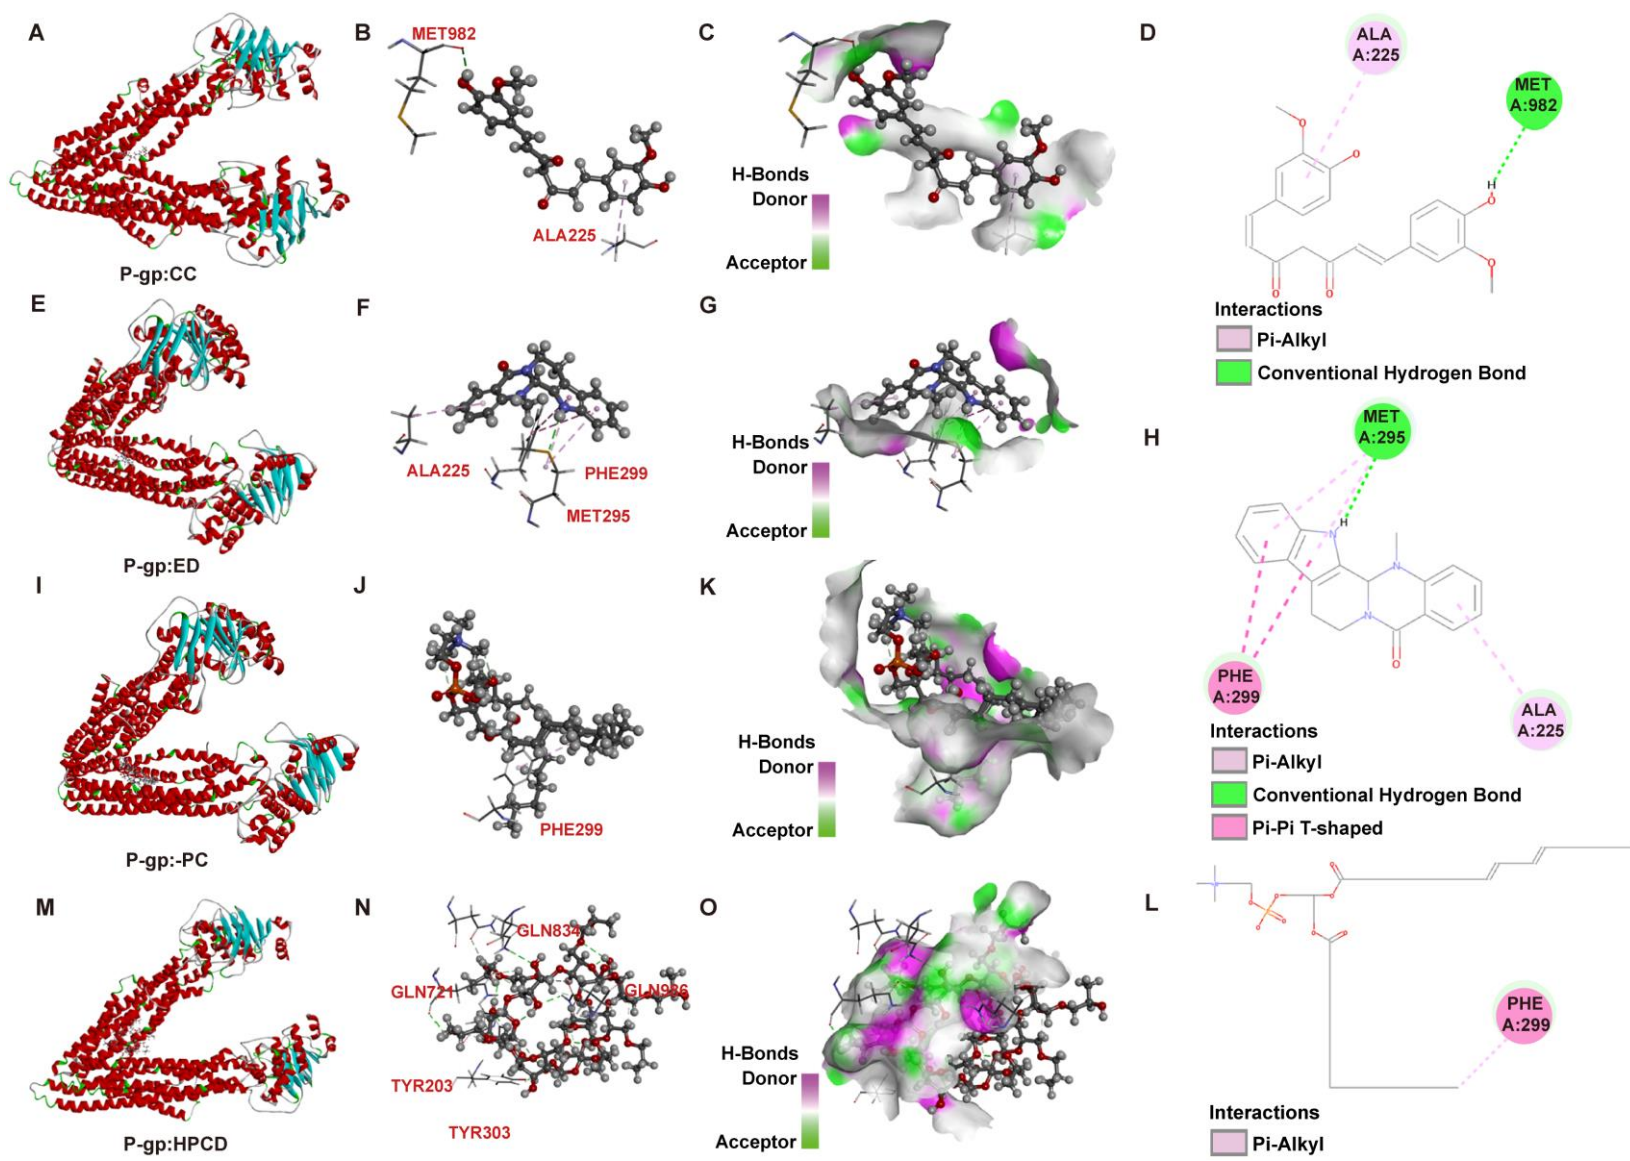 A
B
MET982
ALA225
C
H-Bonds
Donor
Acceptor
D
ALA
A:225
MET
A:982
H
O
O
O
O
O
O
Interactions
Pi-Alkyl
Conventional Hydrogen Bond
P-gp:CC
E
F
ALA225
PHE299
MET295
G
H-Bonds
Donor
Acceptor
H
MET
A:295
H
N
N
N
O
PHE
A:299
ALA
A:225
Interactions
Pi-Alkyl
Conventional Hydrogen Bond
Pi-Pi T-shaped
P-gp:ED
I
J
PHE299
K
H-Bonds
Donor
Acceptor
P-gp:-PC
L
PHE
A:299
Interactions
Pi-Alkyl
M
N
GLN834
GLN721
GLN986
TYR203
TYR303
O
H-Bonds
Donor
Acceptor
P-gp:HPCD